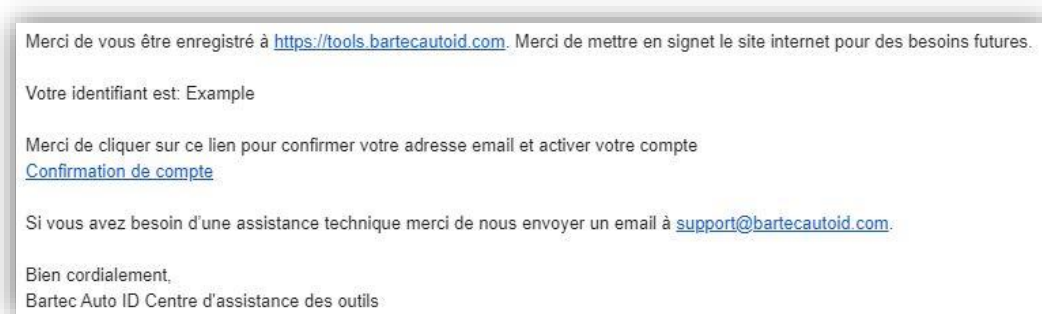 Merci de vous être enregistré à https://tools.bartecautoid.com. Merci de mettre en signet le site internet pour des besoins futures.
Votre identifiant est: Example
Merci de cliquer sur ce lien pour confirmer votre adresse email et activer votre compte
Confirmation de compte
Si vous avez besoin d'une assistance technique merci de nous envoyer un email à support@bartecautoid.com.
Bien cordialement,
Bartec Auto ID Centre d'assistance des outils